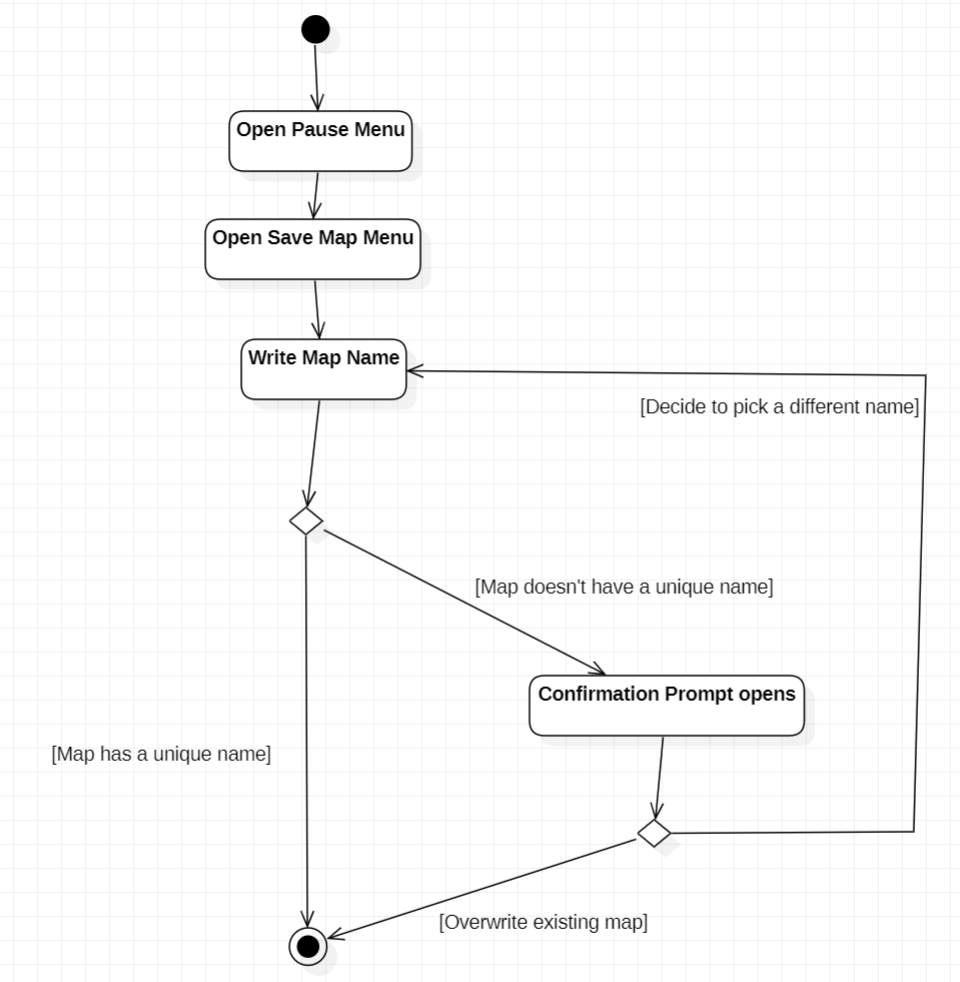 Open Pause Menu
Open Save Map Menu
Write Map Name
[Decide to pick a different name]
[Map doesn't have a unique name]
Confirmation Prompt opens
[Map has a unique name]
[Overwrite existing map]